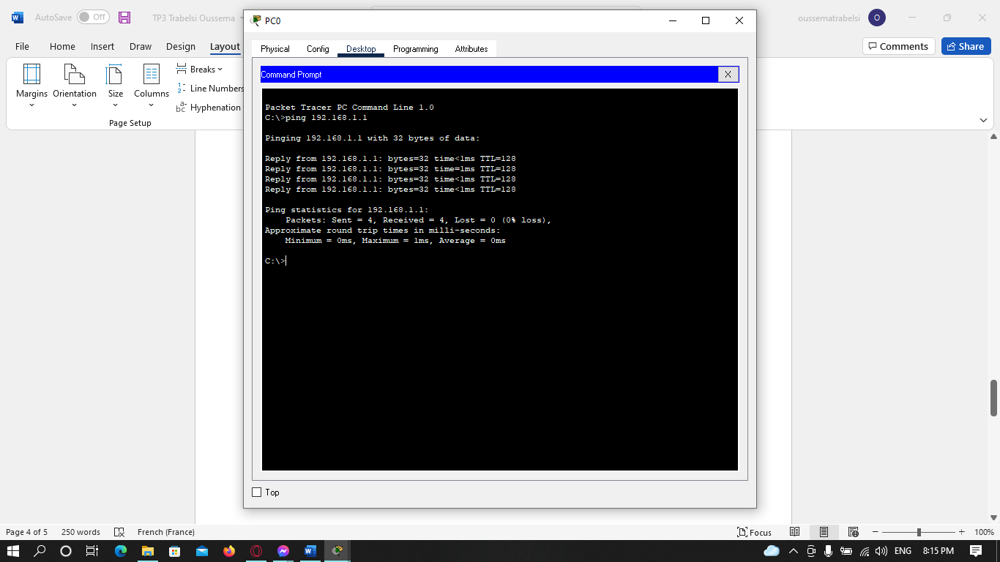 AutoSave Off TP3 Trabelsi Oussema oussematrabelsi O
PC0
File Home Insert Draw Design Layout Comments Share
Physical Config Desktop Programming Attributes
Margins Orientation Size Columns
Breaks
Line Numbers
Hyphenation
Page Setup
Command Prompt X
Packet Tracer PC Command Line 1.0
C:\>ping 192.168.1.1
Pinging 192.168.1.1 with 32 bytes of data:
Reply from 192.168.1.1: bytes=32 time<1ms TTL=128
Reply from 192.168.1.1: bytes=32 time=1ms TTL=128
Reply from 192.168.1.1: bytes=32 time<1ms TTL=128
Reply from 192.168.1.1: bytes=32 time<1ms TTL=128
Ping statistics for 192.168.1.1:
Packets: Sent = 4, Received = 4, Lost = 0 (0% loss),
Approximate round trip times in milli-seconds:
Minimum = 0ms, Maximum = 1ms, Average = 0ms
C:\>
Top
Page 4 of 5 250 words French (France) Focus 100%
ENG 8:15 PM